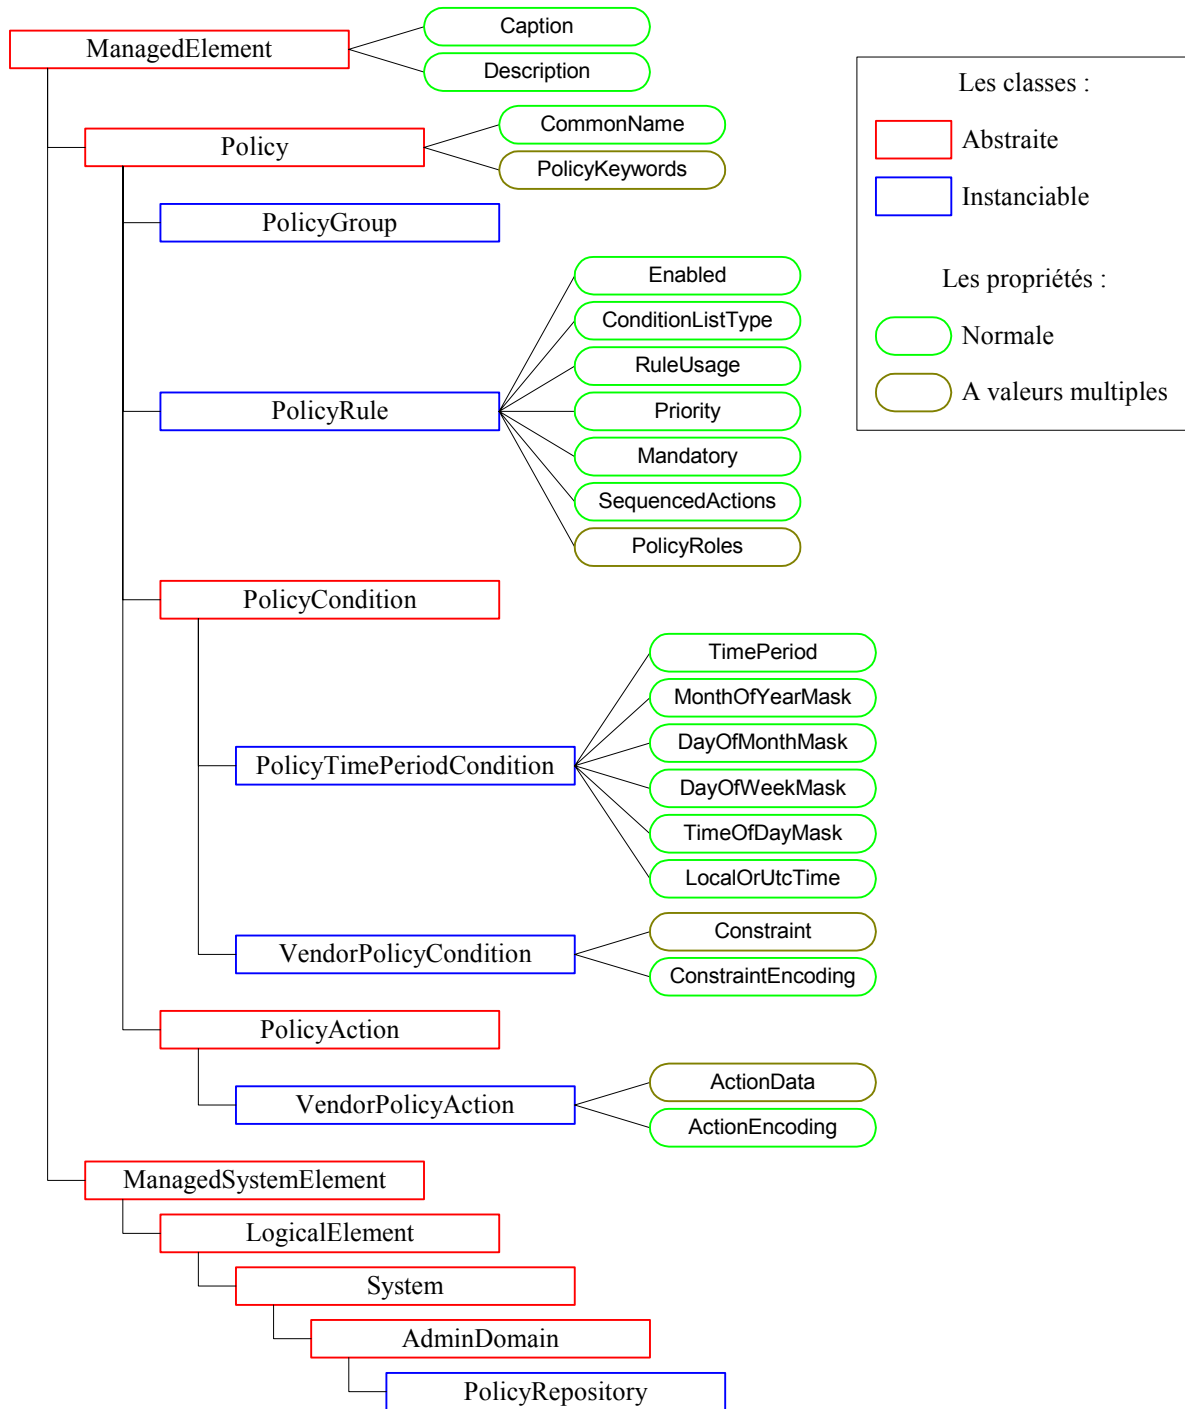 Caption
ManagedElement
Description
Les classes :
CommonName
Abstraite
Policy
PolicyKeywords
Instanciable
PolicyGroup
Enabled
Les propriétés :
ConditionListType
Normale
RuleUsage
A valeurs multiples
PolicyRule
Priority
Mandatory
SequencedActions
PolicyRoles
PolicyCondition
TimePeriod
MonthOfYearMask
DayOfMonthMask
PolicyTimePeriodCondition
DayOfWeekMask
TimeOfDayMask
LocalOrUtcTime
Constraint
VendorPolicyCondition
ConstraintEncoding
PolicyAction
ActionData
VendorPolicyAction
ActionEncoding
ManagedSystemElement
LogicalElement
System
AdminDomain
PolicyRepository